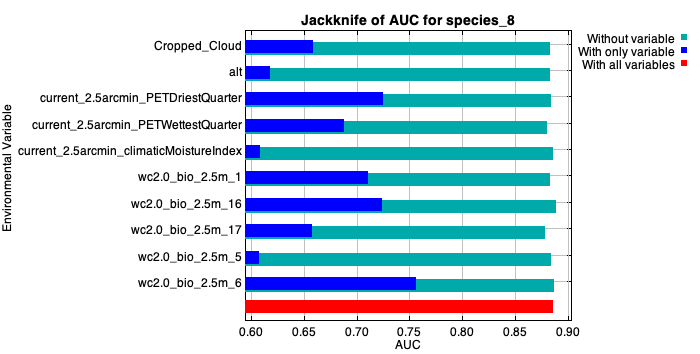 Jackknife of AUC for species_8
Without variable
With only variable
With all variables
Environmental Variable
Cropped_Cloud
alt
current_2.5arcmin_PETDriestQuarter
current_2.5arcmin_PETWettestQuarter
current_2.5arcmin_climaticMoistureIndex
wc2.0_bio_2.5m_1
wc2.0_bio_2.5m_16
wc2.0_bio_2.5m_17
wc2.0_bio_2.5m_5
wc2.0_bio_2.5m_6
0.60 0.65 0.70 0.75 0.80 0.85 0.90
AUC